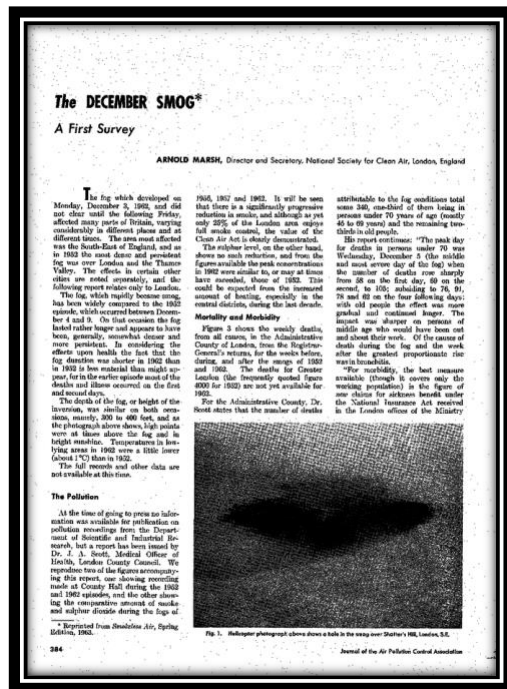 The DECEMBER SMOG*
A First Survey
ARNOLD MARSH, Director and Secretary, National Society for Clean Air, London, England
The fog which developed on
Monday, December 3, 1962, and did
not clear until the following Friday,
affected many parts of Britain, varying
considerably in different places and at
different times. The area most affected
was the South-East of England, and as
in 1952 the most dense and persistent
fog was over London and the Thames
Valley. The effects in certain other
cities are noted separately, and the
following report relates only to London.
The fog, which rapidly became smog,
has been widely compared to the 1952
episode, which occurred between Decem-
ber 4 and 9. On that occasion the fog
lasted rather longer and appears to have
been, generally, somewhat denser and
more persistent. In considering the
effects upon health the fact that the
fog duration was shorter in 1962 than
in 1952 is less material than might ap-
pear, for in the earlier episode most of the
deaths and illness occurred on the first
and second days.
The depth of the fog, or height of the
inversion, was similar on both occa-
sions, namely, 300 to 400 feet, and as
the photograph above shows, high points
were at times above the fog and in
bright sunshine. Temperatures in low-
lying areas in 1962 were a little lower
(about 1°C) than in 1952.
The full records and other data are
not available at this time.
The Pollution
At the time of going to press no infor-
mation was available for publication on
pollution recordings from the Depart-
ment of Scientific and Industrial Re-
search, but a report has been issued by
Dr. J. A. Scott, Medical Officer of
Health, London County Council. We
reproduce two of the figures accompany-
ing this report, one showing recording
made at County Hall during the 1952
and 1962 episodes, and the other show-
ing the comparative amount of smoke
and sulphur dioxide during the fogs of
* Reprinted from Smokeless Air, Spring
Edition, 1963.
384
1956, 1957 and 1962. It will be seen
that there is a significantly progressive
reduction in smoke, and although as yet
only 25% of the London area enjoys
full smoke control, the value of the
Clean Air Act is clearly demonstrated.
The sulphur level, on the other hand,
shows no such reduction, and from the
figures available the peak concentrations
in 1962 were similar to, or may at times
have exceeded, those of 1952. This
could be expected from the increased
amount of heating, especially in the
central districts, during the last decade.
Mortality and Morbidity
Figure 3 shows the weekly deaths,
from all causes, in the Administrative
County of London, from the Registrar-
General's returns, for the weeks before,
during, and after the smogs of 1952
and 1962. The deaths for Greater
London (the frequently quoted figure
4000 for 1952) are not yet available for
1962.
For the Administrative County, Dr.
Scott states that the number of deaths
attributable to the fog conditions total
some 340, one-third of them being in
persons under 70 years of age (mostly
45 to 69 years) and the remaining two-
thirds in old people.
His report continues: "The peak day
for deaths in persons under 70 was
Wednesday, December 5 (the middle
and most severe day of the fog) when
the number of deaths rose sharply
from 58 on the first day, 60 on the
second, to 105; subsiding to 76, 91,
78 and 62 on the four following days;
with old people the effect was more
gradual and continued longer. The
impact was sharper on persons of
middle age who would have been out
and about their work. Of the causes of
death during the fog and the week
after the greatest proportionate rise
was in bronchitis.
"For morbidity, the best measure
available (though it covers only the
working population) is the figure of
new claims for sickness benefit under
the National Insurance Act received
in the London offices of the Ministry
Fig. 1. Helicopter photograph above shows a hole in the smog over Shooter's Hill, London, S.E.
Journal of the Air Pollution Control Association